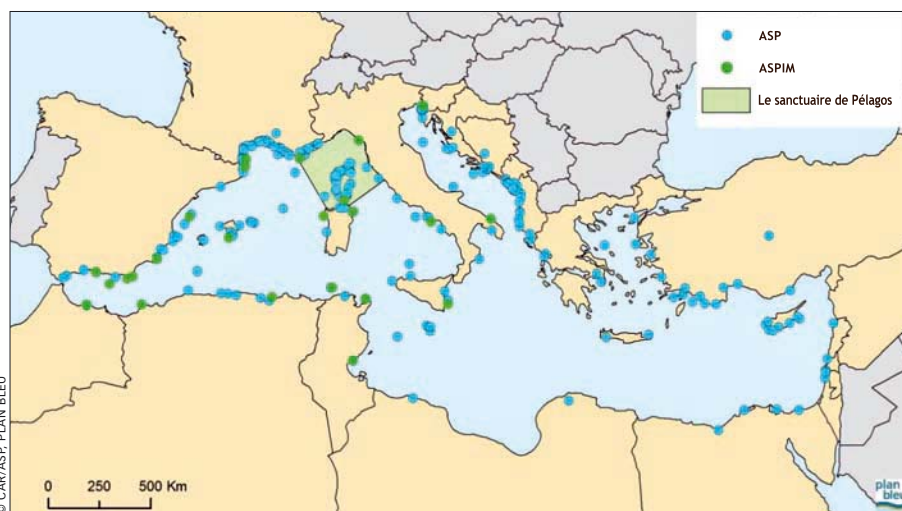 ASP
ASPIM
Le sanctuaire de Pélagos
© CAR/ASP, PLAN BLEU
0 250 500 Km
plan
bleu